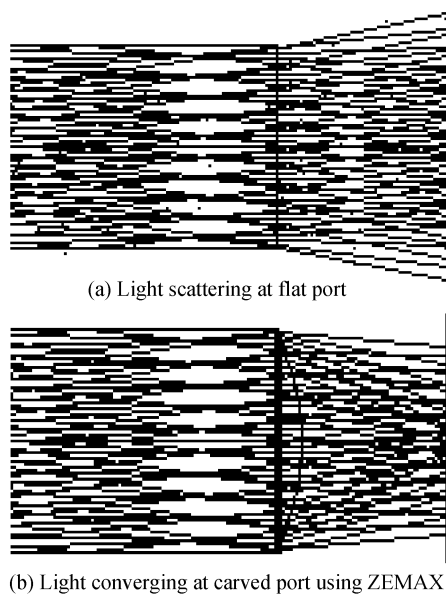 (a) Light scattering at flat port
(b) Light converging at carved port using ZEMAX